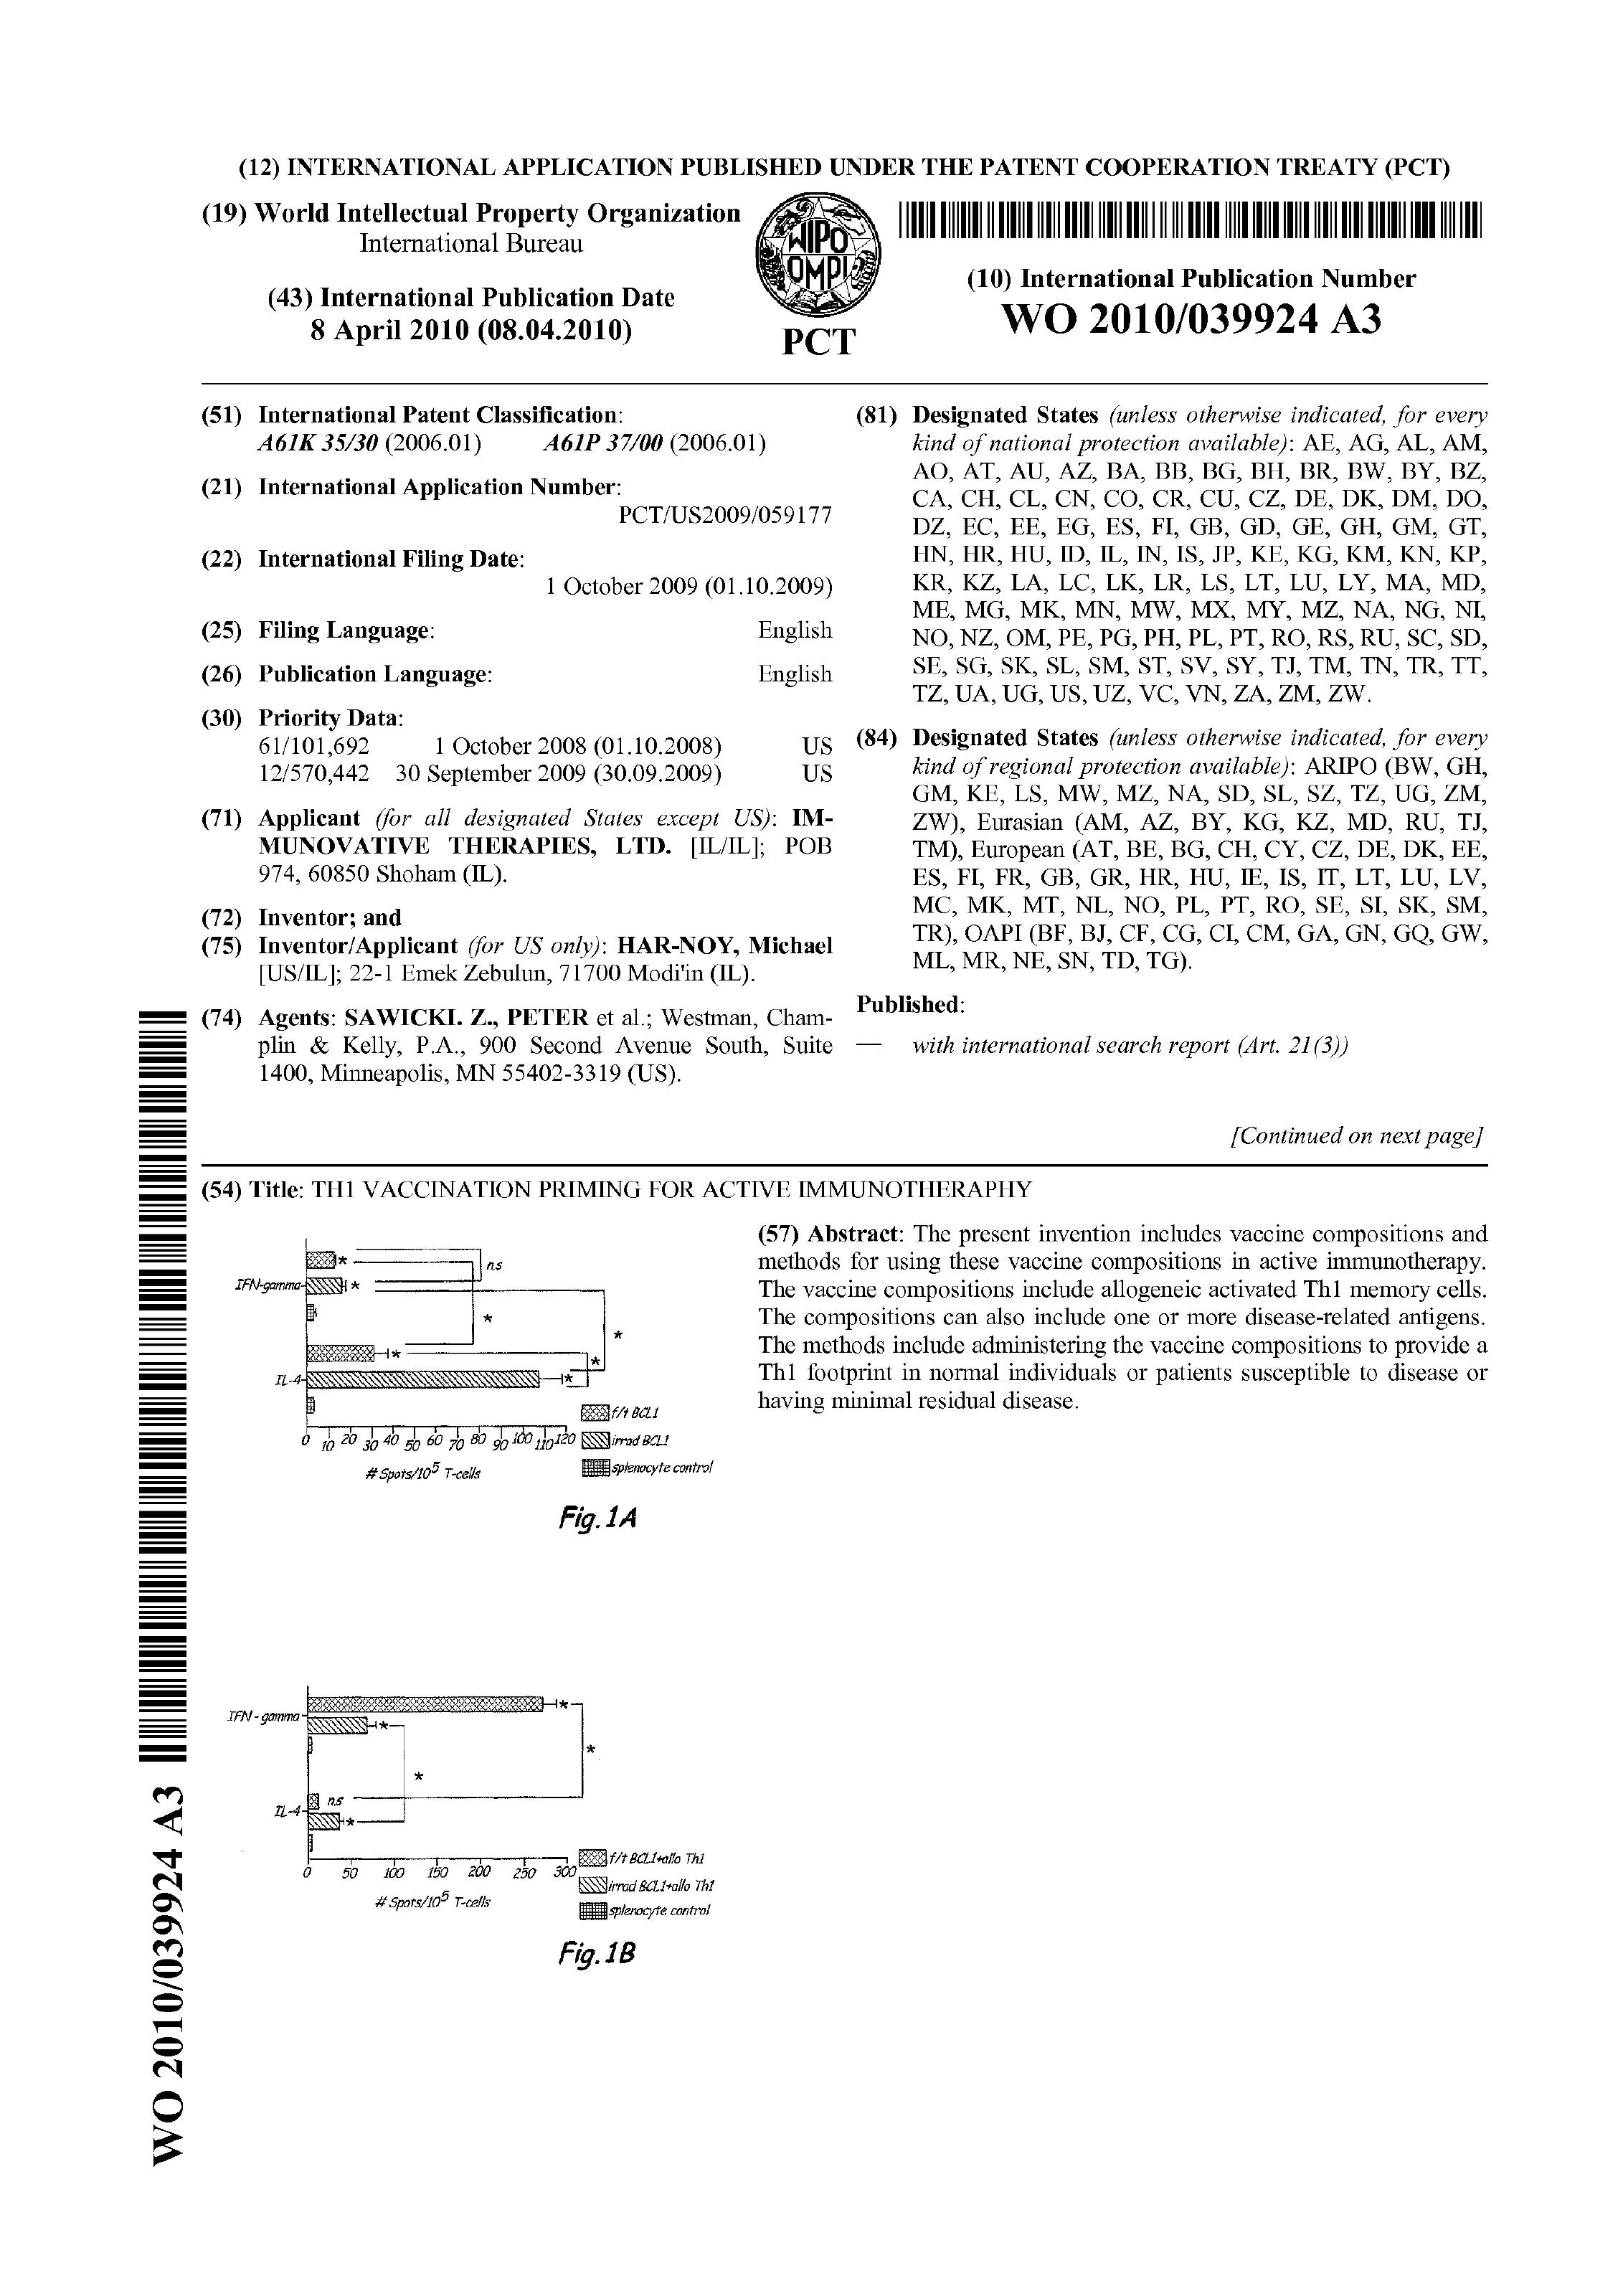 (12) INTERNATIONAL APPLICATION PUBLISHED UNDER THE PATENT COOPERATION TREATY (PCT)
(19) World Intellectual Property Organization
International Bureau
(43) International Publication Date
8 April 2010 (08.04.2010)
WIPO
OMPI
PCT
(10) International Publication Number
WO 2010/039924 A3
(51) International Patent Classification:
A61K 35/30 (2006.01) A61P 37/00 (2006.01)
(21) International Application Number:
PCT/US2009/059177
(22) International Filing Date:
1 October 2009 (01.10.2009)
(25) Filing Language: English
(26) Publication Language: English
(30) Priority Data:
61/101,692 1 October 2008 (01.10.2008) US
12/570,442 30 September 2009 (30.09.2009) US
(71) Applicant (for all designated States except US): IM-
MUNOVATIVE THERAPIES, LTD. [IL/IL]; POB
974, 60850 Shoham (IL).
(72) Inventor; and
(75) Inventor/Applicant (for US only): HAR-NOY, Michael
[US/IL]; 22-1 Emek Zebulun, 71700 Modi'in (IL).
(74) Agents: SAWICKI. Z., PETER et al.; Westman, Cham-
plin & Kelly, P.A., 900 Second Avenue South, Suite
1400, Minneapolis, MN 55402-3319 (US).
(81) Designated States (unless otherwise indicated, for every
kind of national protection available): AE, AG, AL, AM,
AO, AT, AU, AZ, BA, BB, BG, BH, BR, BW, BY, BZ,
CA, CH, CL, CN, CO, CR, CU, CZ, DE, DK, DM, DO,
DZ, EC, EE, EG, ES, FI, GB, GD, GE, GH, GM, GT,
HN, HR, HU, ID, IL, IN, IS, JP, KE, KG, KM, KN, KP,
KR, KZ, LA, LC, LK, LR, LS, LT, LU, LY, MA, MD,
ME, MG, MK, MN, MW, MX, MY, MZ, NA, NG, NI,
NO, NZ, OM, PE, PG, PH, PL, PT, RO, RS, RU, SC, SD,
SE, SG, SK, SL, SM, ST, SV, SY, TJ, TM, TN, TR, TT,
TZ, UA, UG, US, UZ, VC, VN, ZA, ZM, ZW.
(84) Designated States (unless otherwise indicated, for every
kind of regional protection available): ARIPO (BW, GH,
GM, KE, LS, MW, MZ, NA, SD, SL, SZ, TZ, UG, ZM,
ZW), Eurasian (AM, AZ, BY, KG, KZ, MD, RU, TJ,
TM), European (AT, BE, BG, CH, CY, CZ, DE, DK, EE,
ES, FI, FR, GB, GR, HR, HU, IE, IS, IT, LT, LU, LV,
MC, MK, MT, NL, NO, PL, PT, RO, SE, SI, SK, SM,
TR), OAPI (BF, BJ, CF, CG, CI, CM, GA, GN, GQ, GW,
ML, MR, NE, SN, TD, TG).
Published:
— with international search report (Art. 21(3))
[Continued on next page]
(54) Title: TH1 VACCINATION PRIMING FOR ACTIVE IMMUNOTHERAPHY
(57) Abstract: The present invention includes vaccine compositions and
methods for using these vaccine compositions in active immunotherapy.
The vaccine compositions include allogeneic activated Th1 memory cells.
The compositions can also include one or more disease-related antigens.
The methods include administering the vaccine compositions to provide a
Th1 footprint in normal individuals or patients susceptible to disease or
having minimal residual disease.
* n.s
IFN-gamma *
* *
* *
IL-4 *
f/t BCL1
0 10 20 30 40 50 60 70 80 90 100 110 120
irrad BCL1
# Spots/10⁵ T-cells
splenocyte control
Fig.1A
*
IFN-gamma *
*
*
IL-4 n.s
*
f/t BCL1+allo Th1
0 50 100 150 200 250 300
irrad BCL1+allo Th1
# Spots/10⁵ T-cells
splenocyte control
Fig.1B
WO 2010/039924 A3